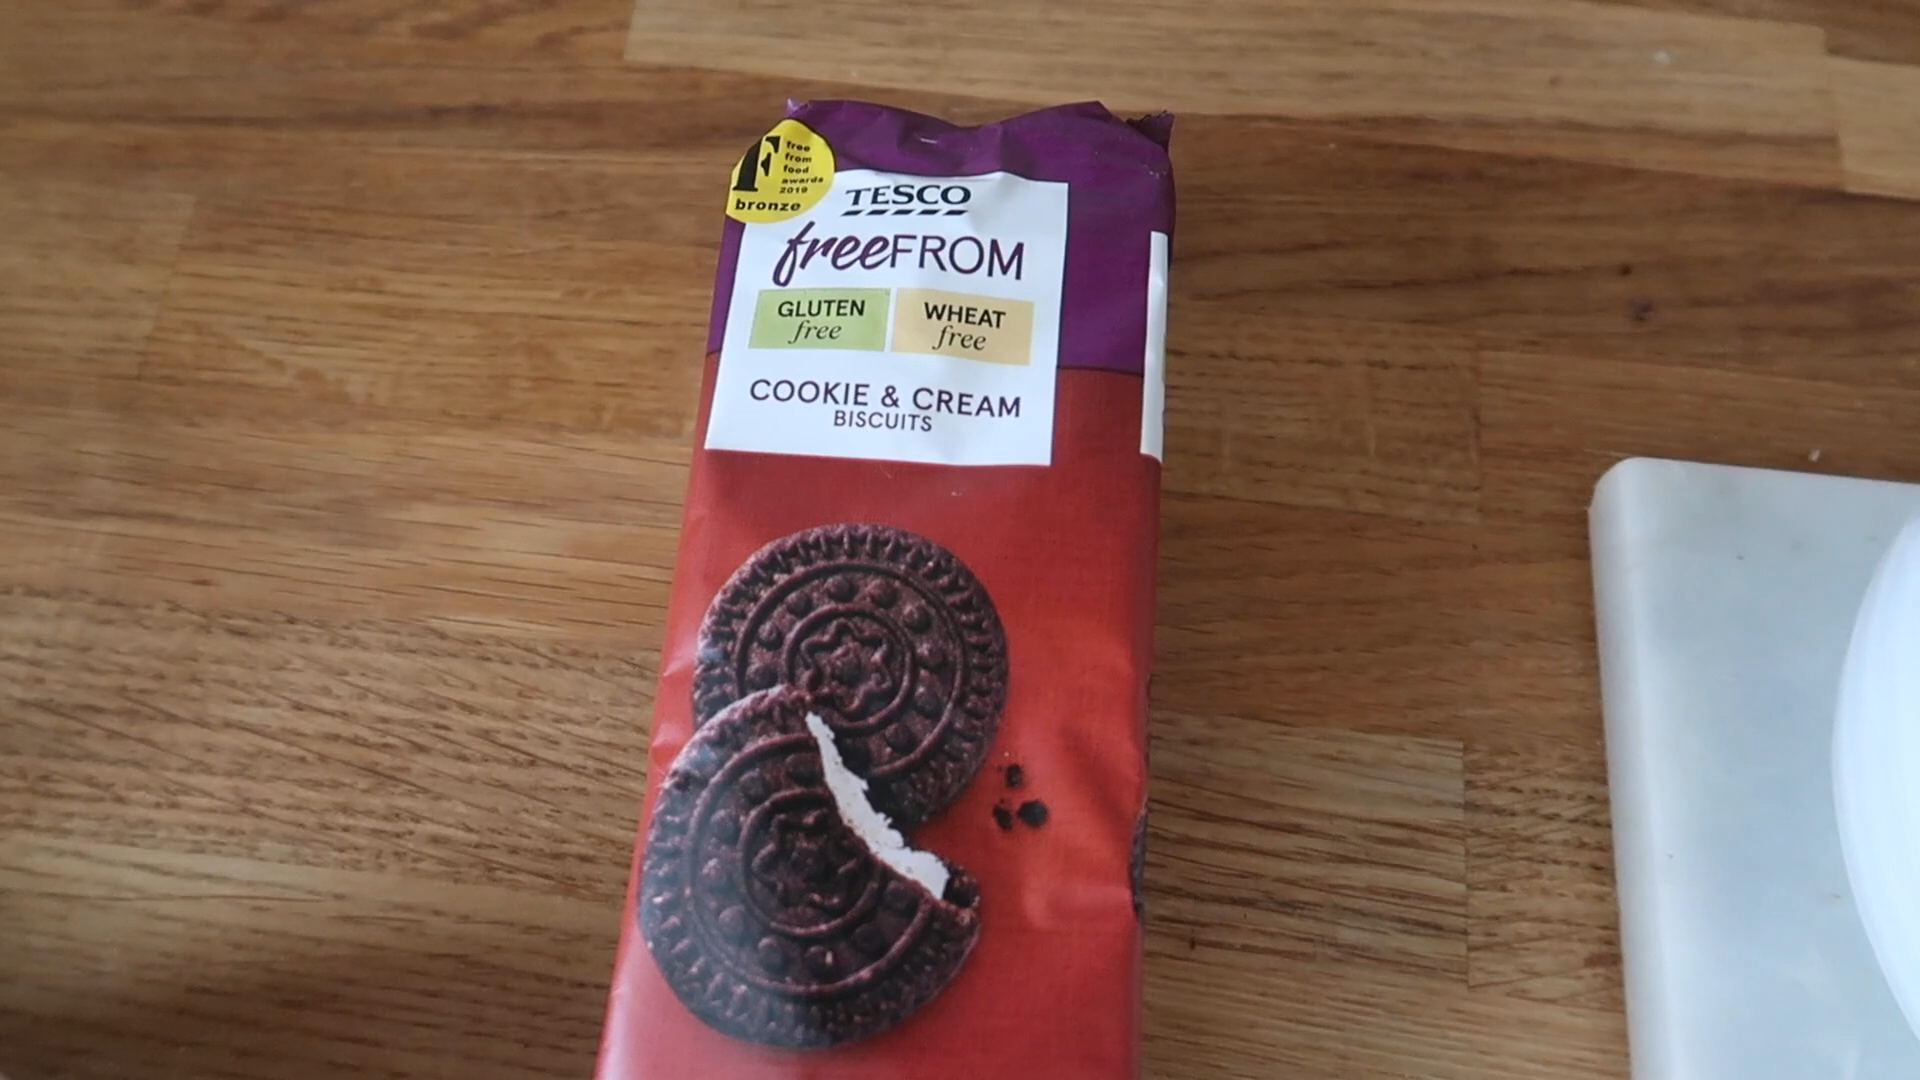 F
free
from
food
awards
2019
bronze
TESCO
freeFROM
GLUTEN
free
WHEAT
free
COOKIE & CREAM
BISCUITS